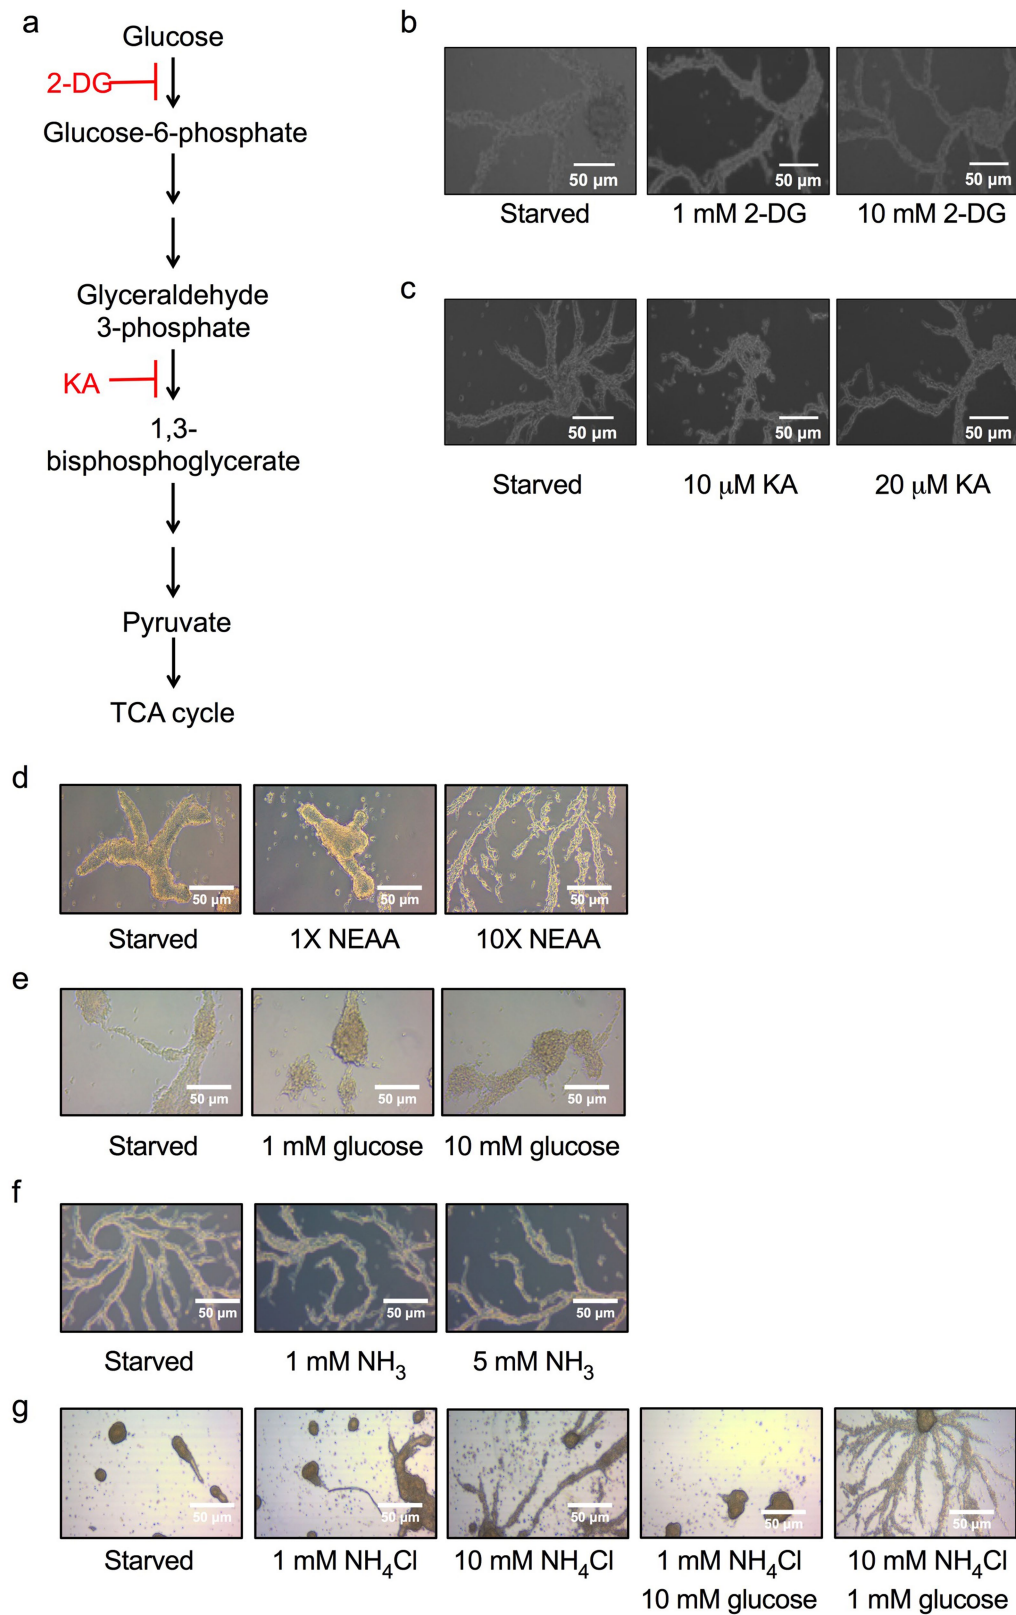 a
Glucose
2-DG
Glucose-6-phosphate
Glyceraldehyde
3-phosphate
KA
1,3-
bisphosphoglycerate
Pyruvate
TCA cycle
b
50 µm
50 µm
50 µm
Starved
1 mM 2-DG
10 mM 2-DG
c
50 µm
50 µm
50 µm
Starved
10 µM KA
20 µM KA
d
50 µm
50 µm
50 µm
Starved
1X NEAA
10X NEAA
e
50 µm
50 µm
50 µm
Starved
1 mM glucose
10 mM glucose
f
50 µm
50 µm
50 µm
Starved
1 mM NH3
5 mM NH3
g
50 µm
50 µm
50 µm
50 µm
50 µm
Starved
1 mM NH4Cl
10 mM NH4Cl
1 mM NH4Cl
10 mM glucose
10 mM NH4Cl
1 mM glucose